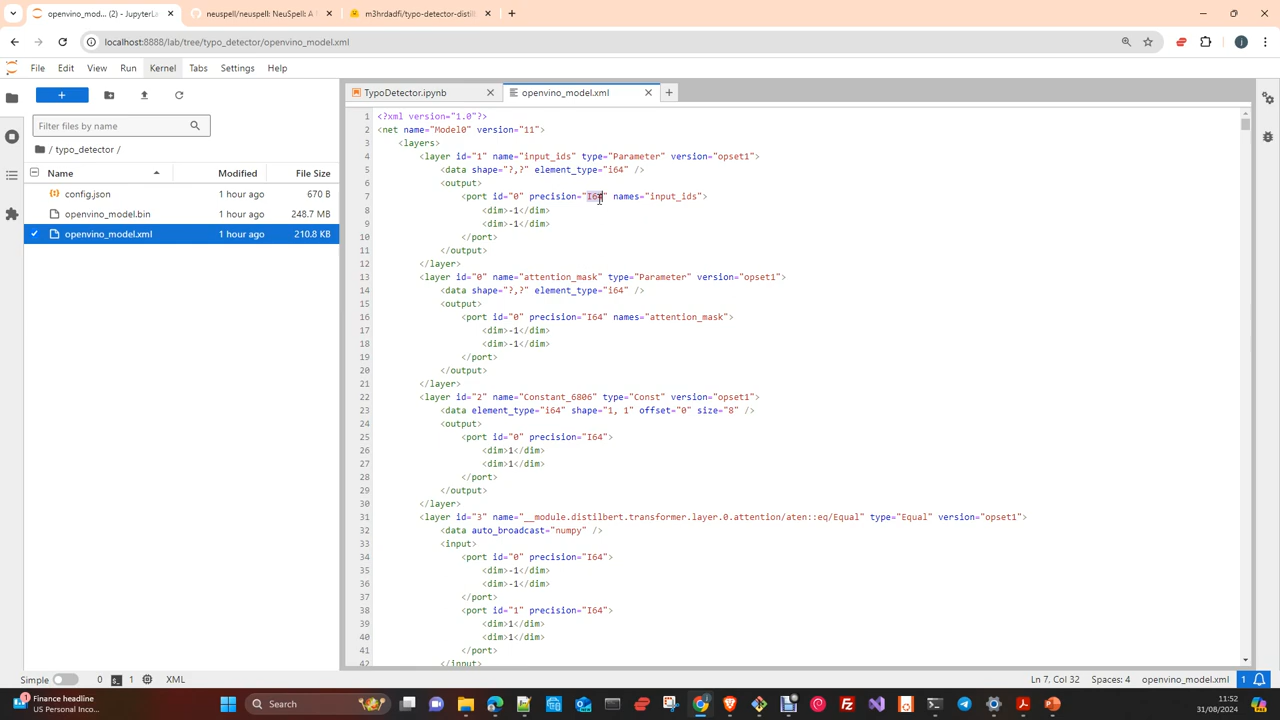 openvino_mod... (2) - JupyterLa
neuspell/neuspell: NeuSpell: A
m3hrdadfi/typo-detector-distil
localhost:8888/lab/tree/typo_detector/openvino_model.xml
File Edit View Run Kernel Tabs Settings Help
TypoDetector.ipynb
openvino_model.xml
Filter files by name
/ typo_detector /
Name Modified File Size
config.json 1 hour ago 670 B
openvino_model.bin 1 hour ago 248.7 MB
openvino_model.xml 1 hour ago 210.8 KB
1 <?xml version="1.0"?>
2 <net name="Model0" version="11">
3 <layers>
4 <layer id="1" name="input_ids" type="Parameter" version="opset1">
5 <data shape="?,?" element_type="i64" />
6 <output>
7 <port id="0" precision="I64" names="input_ids">
8 <dim>-1</dim>
9 <dim>-1</dim>
10 </port>
11 </output>
12 </layer>
13 <layer id="0" name="attention_mask" type="Parameter" version="opset1">
14 <data shape="?,?" element_type="i64" />
15 <output>
16 <port id="0" precision="I64" names="attention_mask">
17 <dim>-1</dim>
18 <dim>-1</dim>
19 </port>
20 </output>
21 </layer>
22 <layer id="2" name="Constant_6806" type="Const" version="opset1">
23 <data element_type="i64" shape="1, 1" offset="0" size="8" />
24 <output>
25 <port id="0" precision="I64">
26 <dim>1</dim>
27 <dim>1</dim>
28 </port>
29 </output>
30 </layer>
31 <layer id="3" name="__module.distilbert.transformer.layer.0.attention/aten::eq/Equal" type="Equal" version="opset1">
32 <data auto_broadcast="numpy" />
33 <input>
34 <port id="0" precision="I64">
35 <dim>-1</dim>
36 <dim>-1</dim>
37 </port>
38 <port id="1" precision="I64">
39 <dim>1</dim>
40 <dim>1</dim>
41 </port>
42 </input>
Simple 0 1 XML Ln 7, Col 32 Spaces: 4 openvino_model.xml 1
Finance headline
US Personal Inco...
Search
11:52
31/08/2024